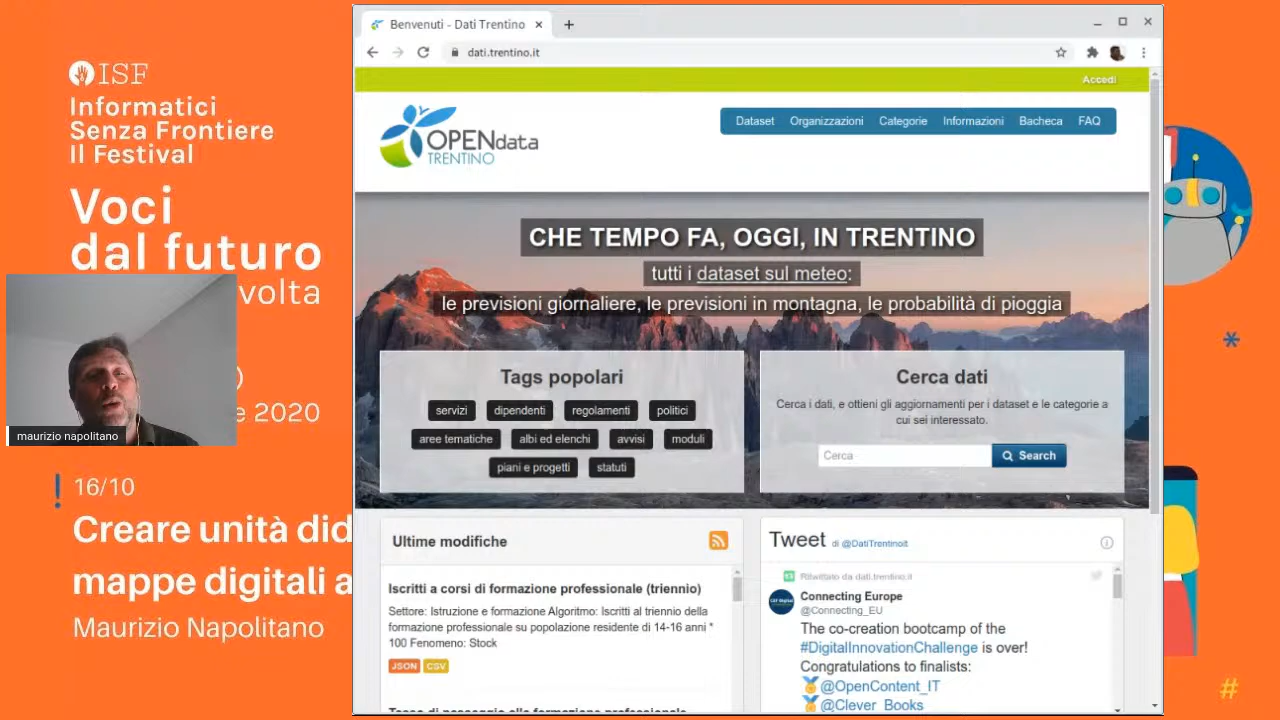 ISF
Informatici
Senza Frontiere
Il Festival
Voci
dal futuro
volta
e 2020
maurizio napolitano
16/10
Creare unità did
mappe digitali a
Maurizio Napolitano
Benvenuti - Dati Trentino
dati.trentino.it
Accedi
OPENdata
TRENTINO
Dataset Organizzazioni Categorie Informazioni Bacheca FAQ
CHE TEMPO FA, OGGI, IN TRENTINO
tutti i dataset sul meteo:
le previsioni giornaliere, le previsioni in montagna, le probabilità di pioggia
Tags popolari
servizi dipendenti regolamenti politici
aree tematiche albi ed elenchi avvisi moduli
piani e progetti statuti
Cerca dati
Cerca i dati, e ottieni gli aggiornamenti per i dataset e le categorie a
cui sei interessato.
Cerca
Search
Ultime modifiche
Iscritti a corsi di formazione professionale (triennio)
Settore: Istruzione e formazione Algoritmo: Iscritti al triennio della
formazione professionale su popolazione residente di 14-16 anni *
100 Fenomeno: Stock
JSON CSV
Tasso di passaggio alla formazione professionale
Tweet di @DatiTrentinoit
Ritwittato da dati.trentino.it
Connecting Europe
@Connecting_EU
The co-creation bootcamp of the
#DigitalInnovationChallenge is over!
Congratulations to finalists:
🏅@OpenContent_IT
🏅@Clever_Books
#